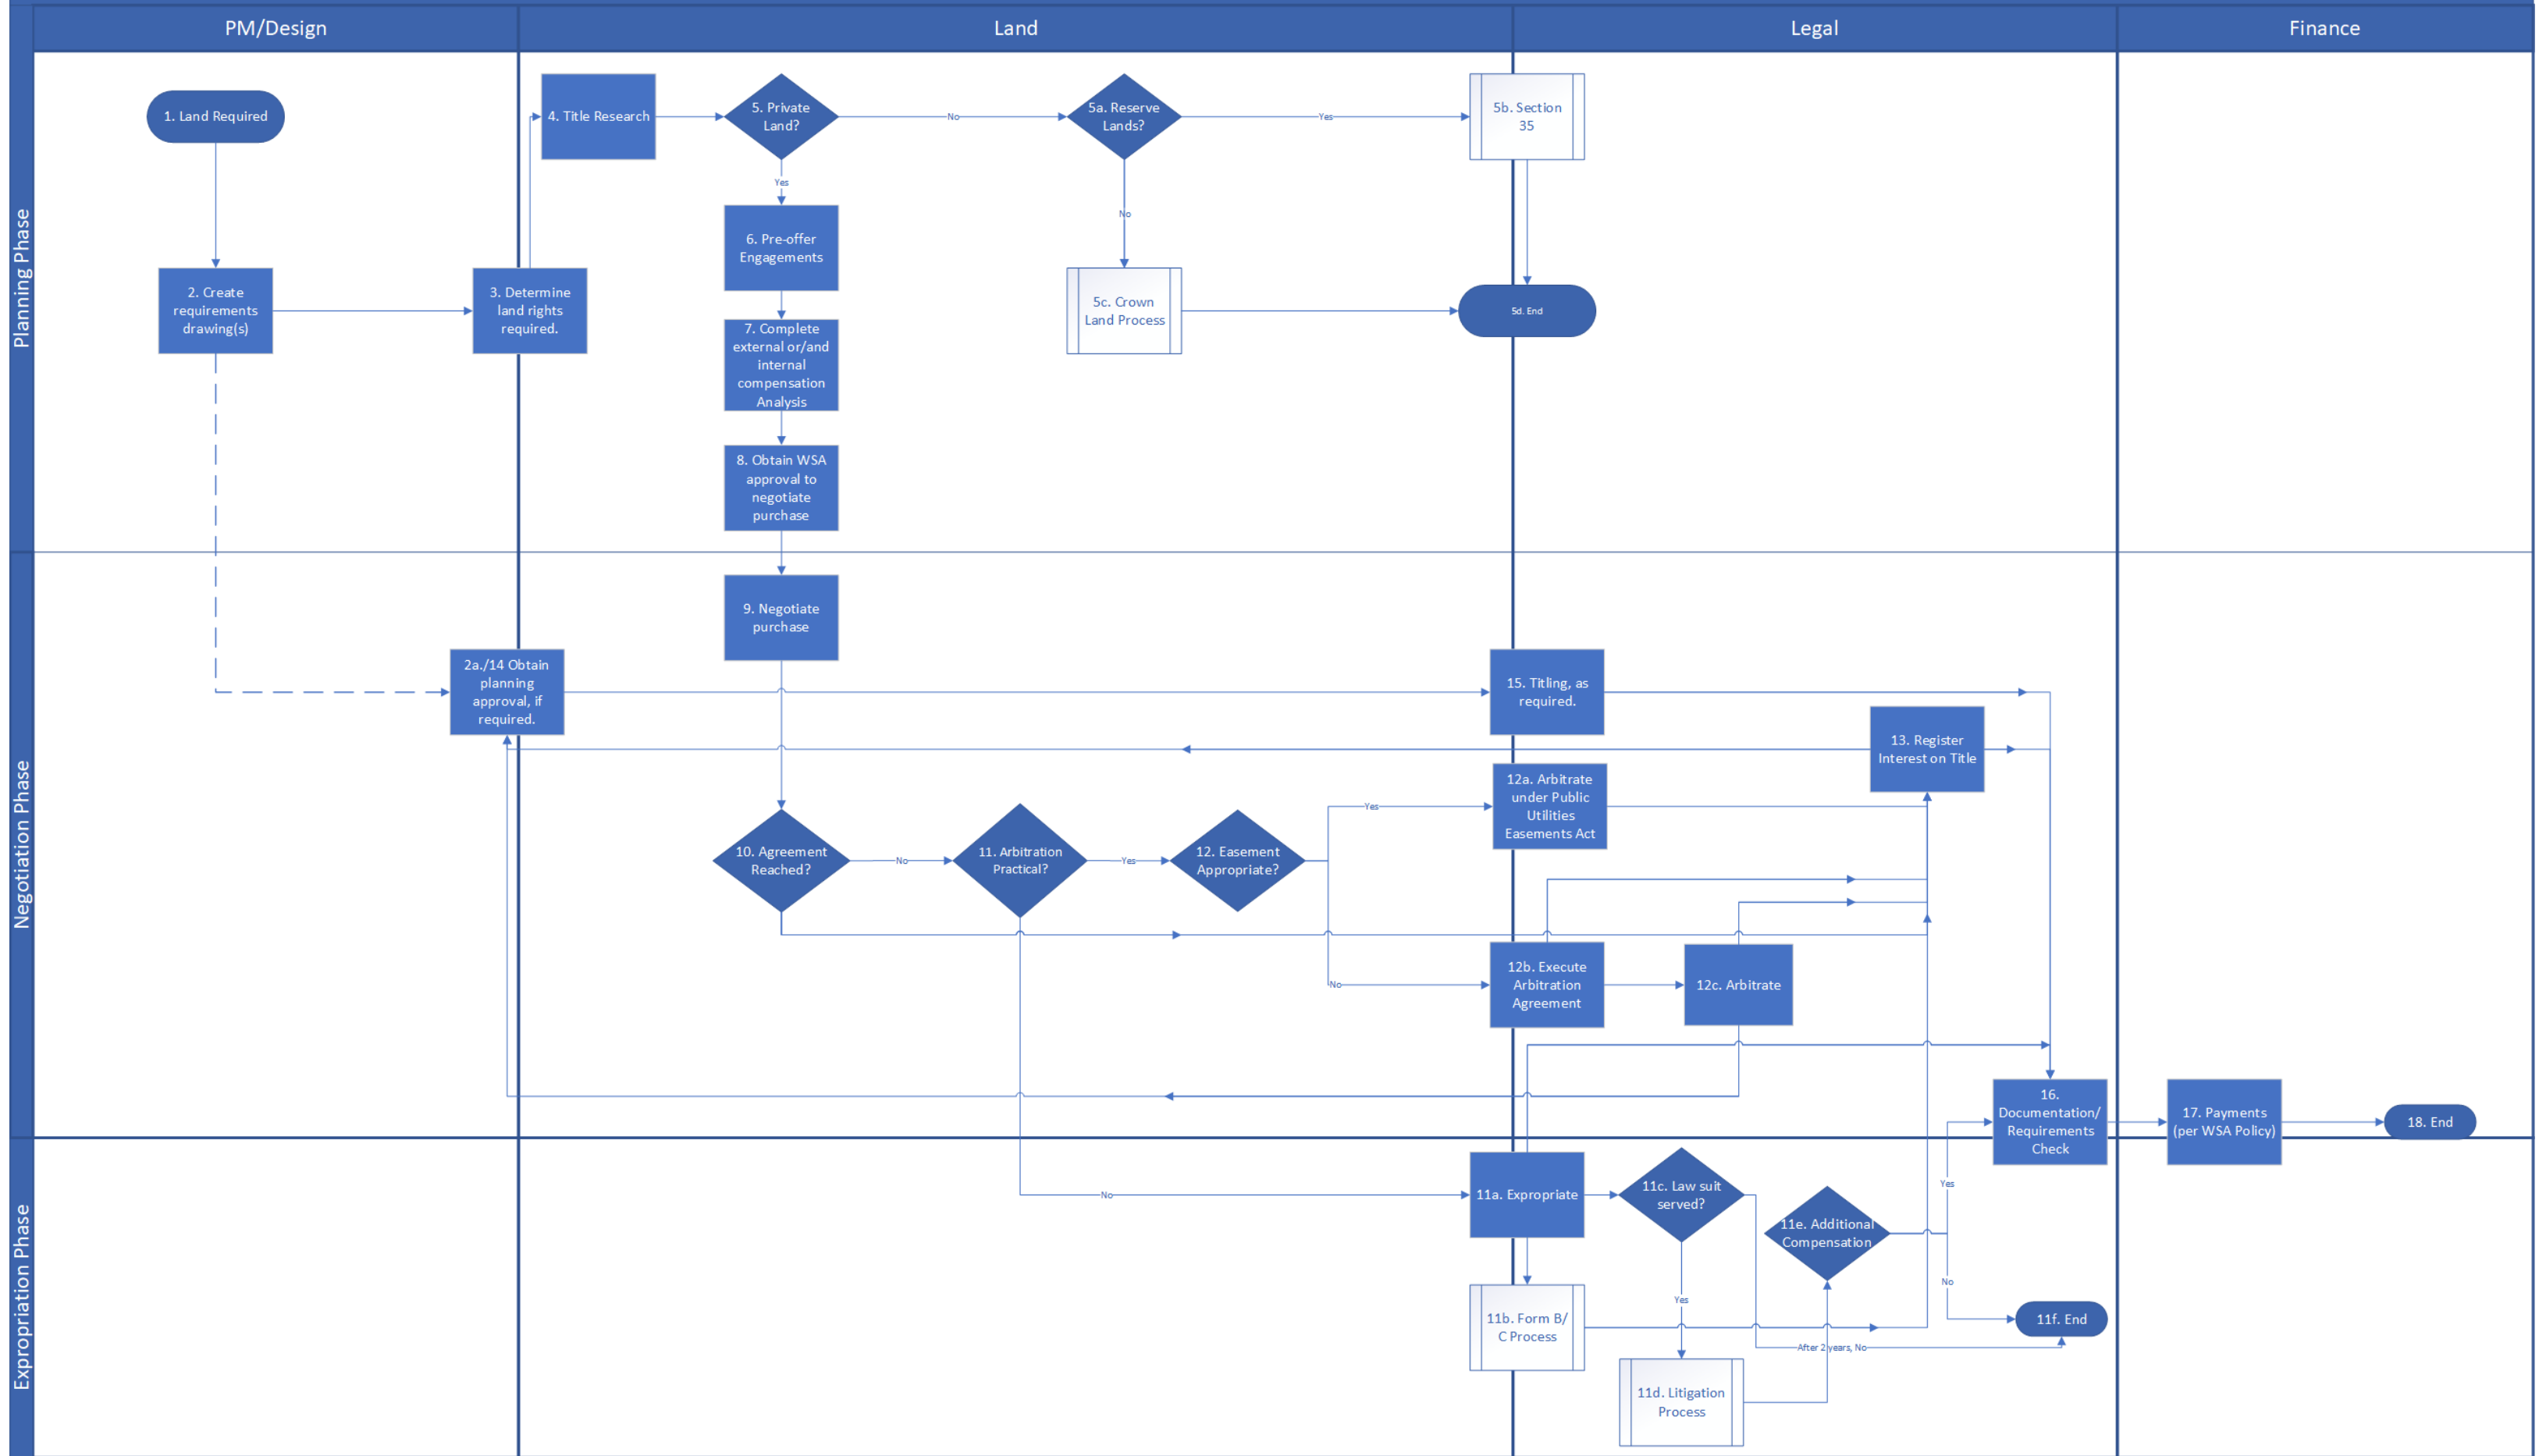 PM/Design
Land
Legal
Finance
Planning Phase
1. Land Required
4. Title Research
5. Private
Land?
No
5a. Reserve
Lands?
Yes
5b. Section
35
Yes
No
6. Pre-offer
Engagements
2. Create
requirements
drawing(s)
3. Determine
land rights
required.
5c. Crown
Land Process
5d. End
7. Complete
external or/and
internal
compensation
Analysis
8. Obtain WSA
approval to
negotiate
purchase
Negotiation Phase
9. Negotiate
purchase
2a./14 Obtain
planning
approval, if
required.
15. Titling, as
required.
13. Register
Interest on Title
12a. Arbitrate
under Public
Utilities
Easements Act
Yes
10. Agreement
Reached?
No
11. Arbitration
Practical?
Yes
12. Easement
Appropriate?
No
12b. Execute
Arbitration
Agreement
12c. Arbitrate
16.
Documentation/
Requirements
Check
17. Payments
(per WSA Policy)
18. End
Expropriation Phase
No
11a. Expropriate
11c. Law suit
served?
Yes
11e. Additional
Compensation
No
Yes
11b. Form B/
C Process
11f. End
After 2 years, No
11d. Litigation
Process